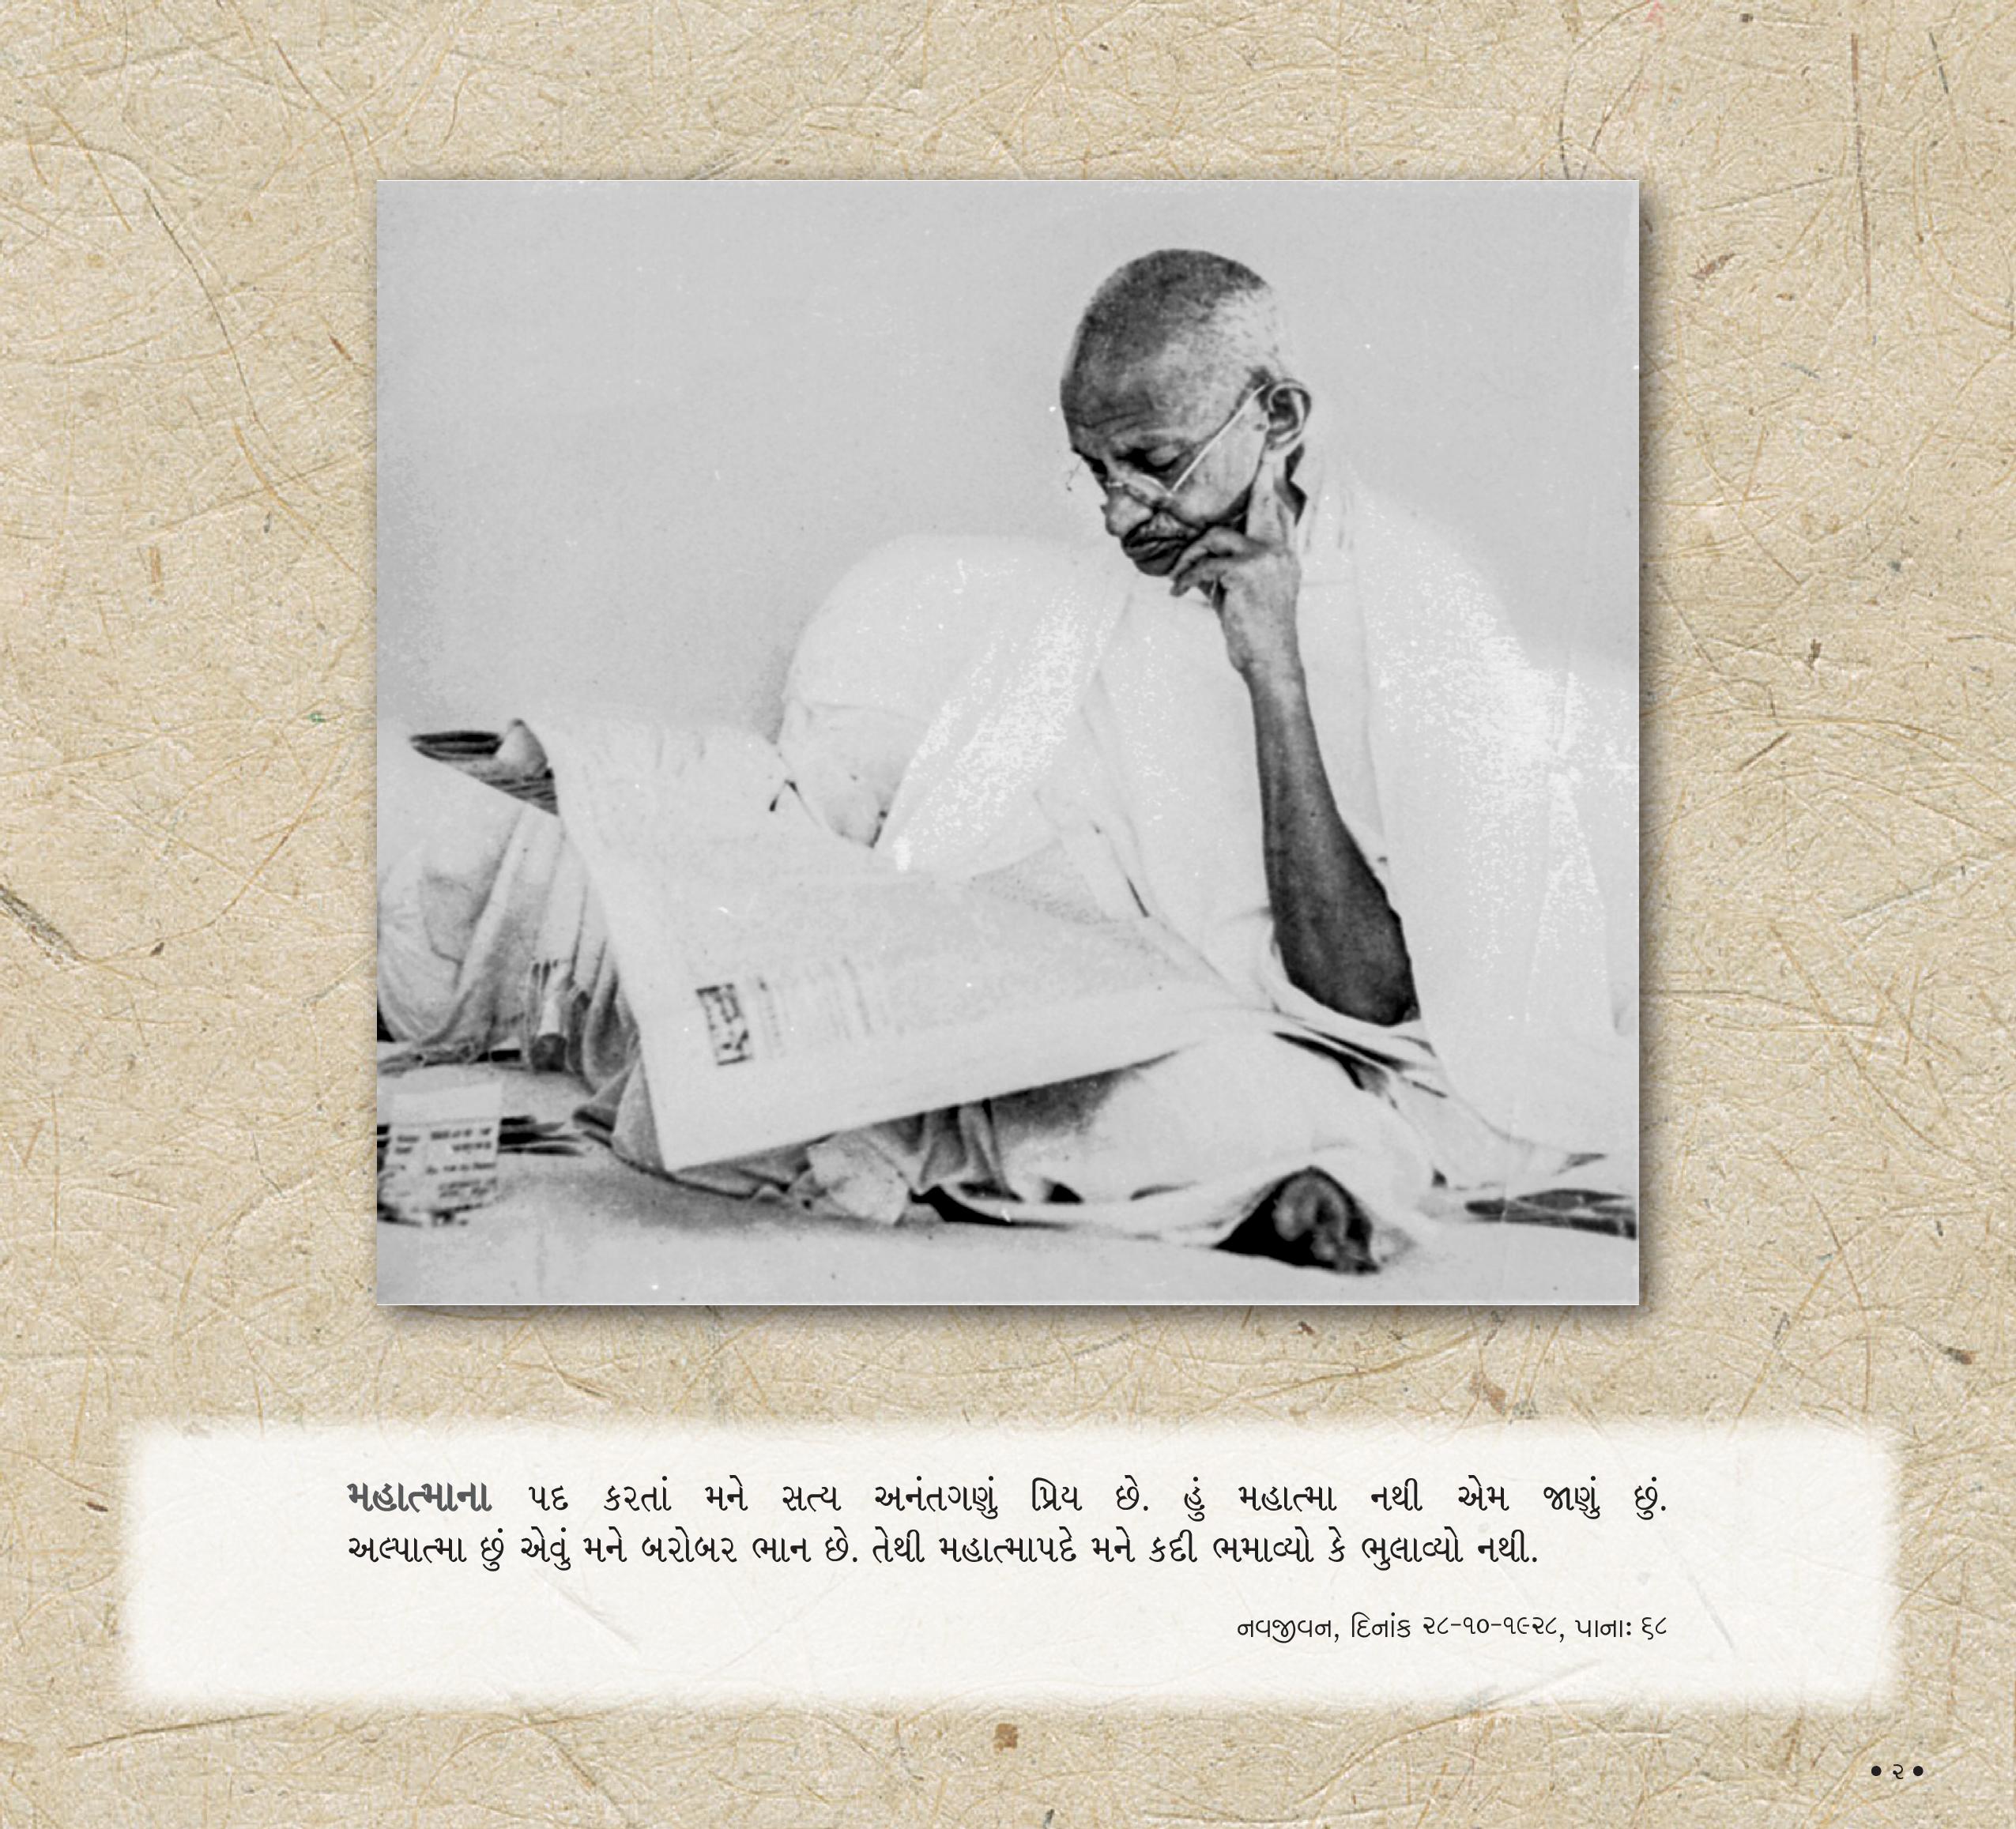 મહાત્માના પદ કરતાં મને સત્ય અનંતગણું પ્રિય છે. હું મહાત્મા નથી એમ જાણું છું.
અલ્પાત્મા છું એવું મને બરોબર ભાન છે. તેથી મહાત્માપદે મને કદી ભમાવ્યો કે ભુલાવ્યો નથી.
નવજીવન, દિનાંક ૨૮-૧૦-૧૯૨૮, પાનાઃ ૬૮
• ૨ •